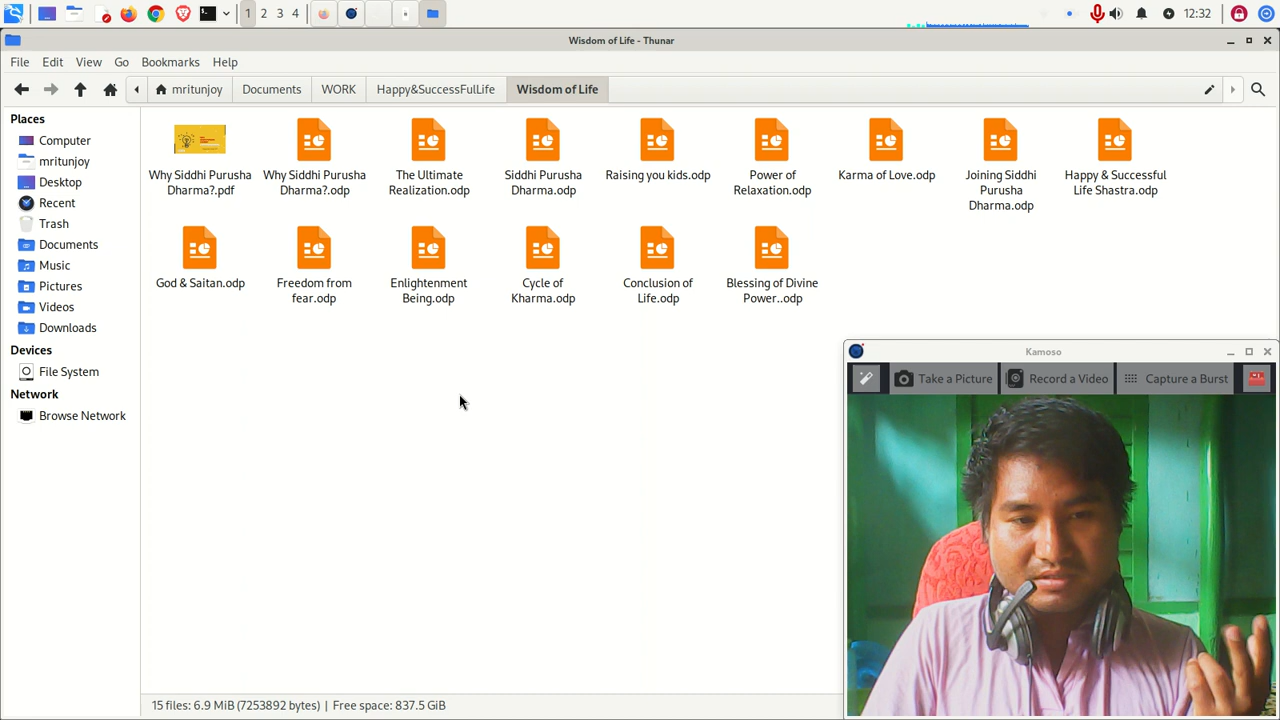 1 2 3 4
12:32
Wisdom of Life - Thunar
File Edit View Go Bookmarks Help
mritunjoy Documents WORK Happy&SuccessFulLife Wisdom of Life
Places
Computer
mritunjoy
Desktop
Recent
Trash
Documents
Music
Pictures
Videos
Downloads
Devices
File System
Network
Browse Network
Why Siddhi Purusha
Dharma?.pdf
Why Siddhi Purusha
Dharma?.odp
The Ultimate
Realization.odp
Siddhi Purusha
Dharma.odp
Raising you kids.odp
Power of
Relaxation.odp
Karma of Love.odp
Joining Siddhi
Purusha
Dharma.odp
Happy & Successful
Life Shastra.odp
God & Saitan.odp
Freedom from
fear.odp
Enlightenment
Being.odp
Cycle of
Kharma.odp
Conclusion of
Life.odp
Blessing of Divine
Power..odp
Kamoso
Take a Picture Record a Video Capture a Burst
15 files: 6.9 MiB (7253892 bytes) | Free space: 837.5 GiB